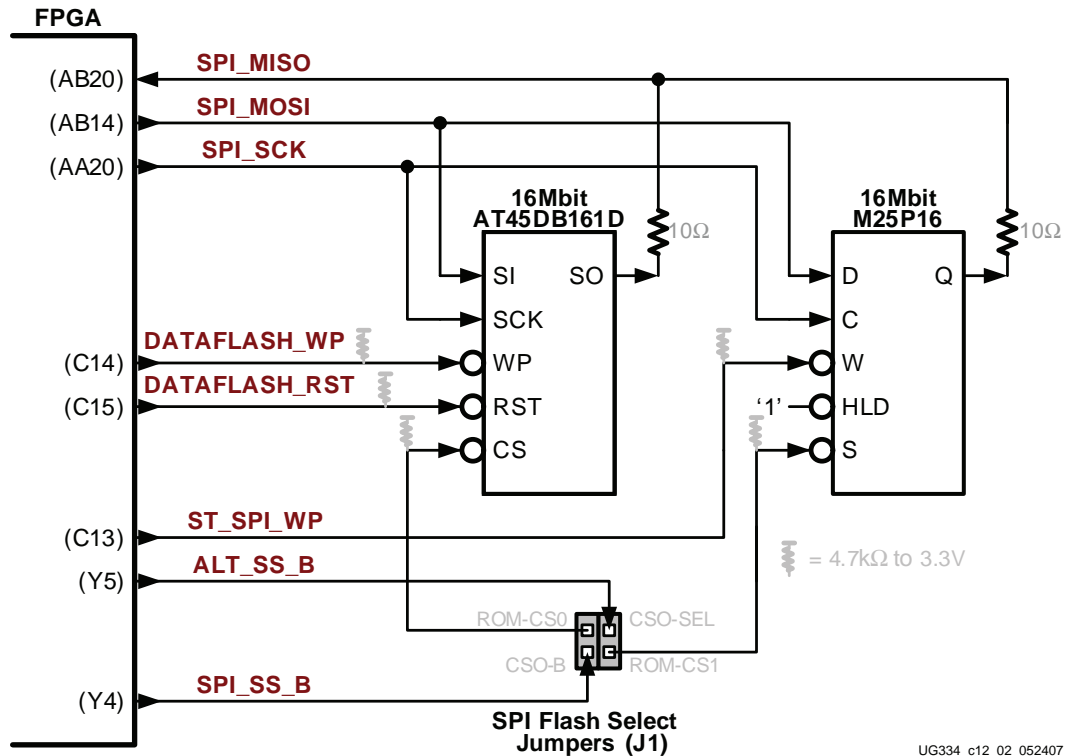 FPGA
(AB20) SPI_MISO
(AB14) SPI_MOSI
(AA20) SPI_SCK
16Mbit
AT45DB161D
16Mbit
M25P16
10Ω
10Ω
SI SO
D Q
SCK
C
(C14) DATAFLASH_WP
WP
W
(C15) DATAFLASH_RST
RST
‘1’ HLD
CS
S
(C13) ST_SPI_WP
(Y5) ALT_SS_B
= 4.7kΩ to 3.3V
ROM-CS0 CSO-SEL
CSO-B ROM-CS1
(Y4) SPI_SS_B
SPI Flash Select
Jumpers (J1)
UG334_c12_02_052407